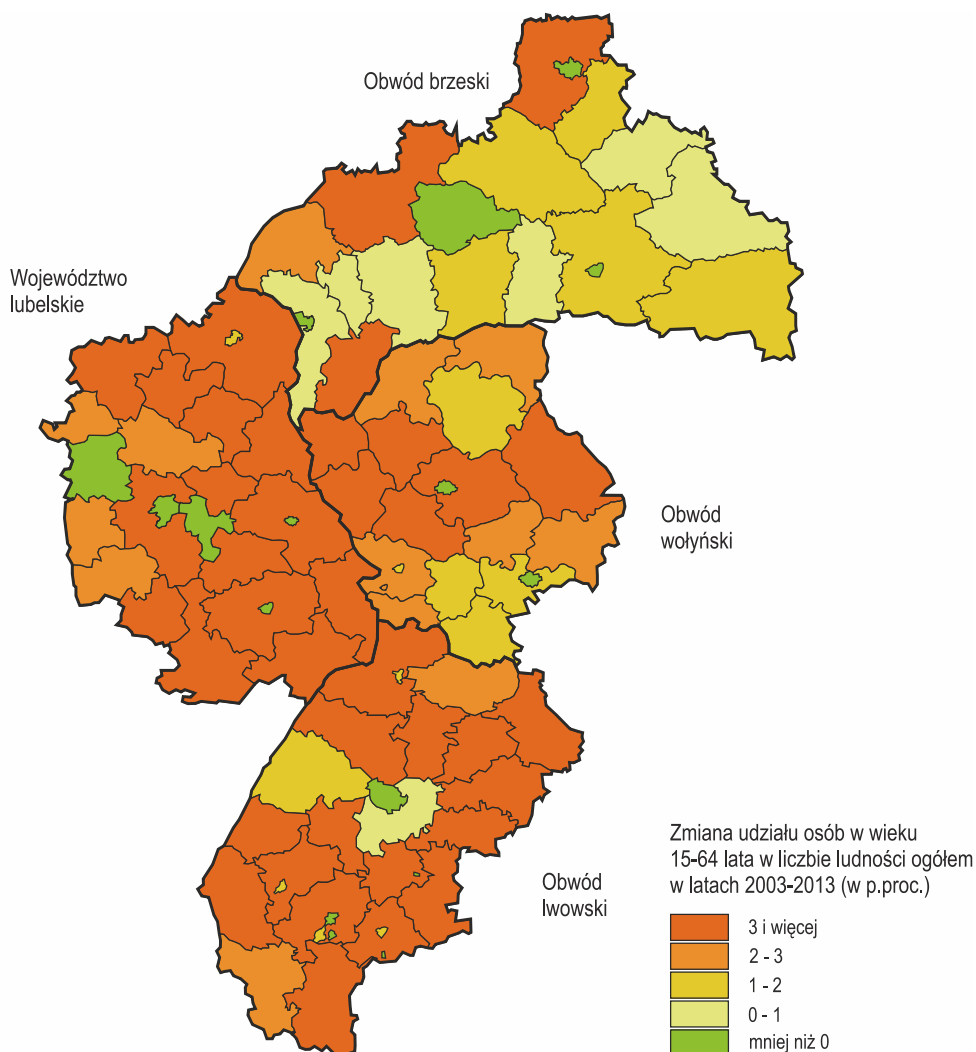 Obwód brzeski
Województwo
lubelskie
Obwód
wołyński
Obwód
lwowski
Zmiana udziału osób w wieku
15-64 lata w liczbie ludności ogółem
w latach 2003-2013 (w p.proc.)
3 i więcej
2 - 3
1 - 2
0 - 1
mniej niż 0